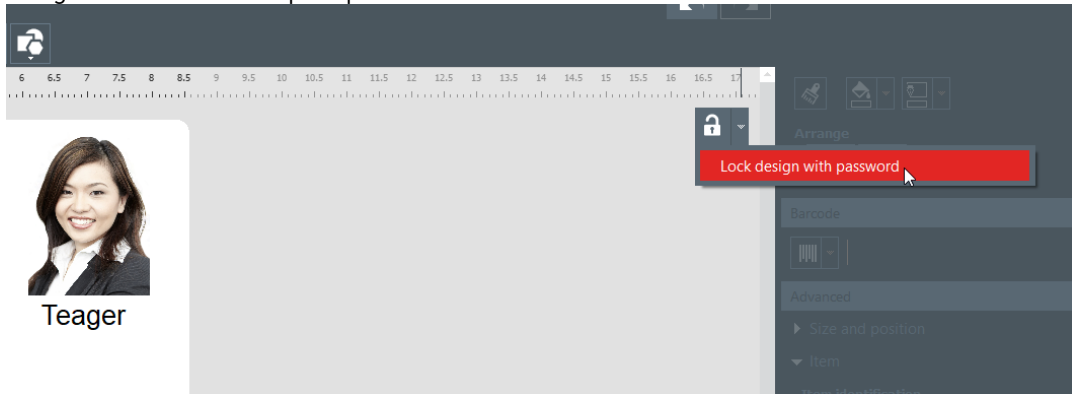 6 6.5 7 7.5 8 8.5 9 9.5 10 10.5 11 11.5 12 12.5 13 13.5 14 14.5 15 15.5 16 16.5 17
Arrange
Lock design with password
Barcode
Teager
Advanced
Size and position
Item